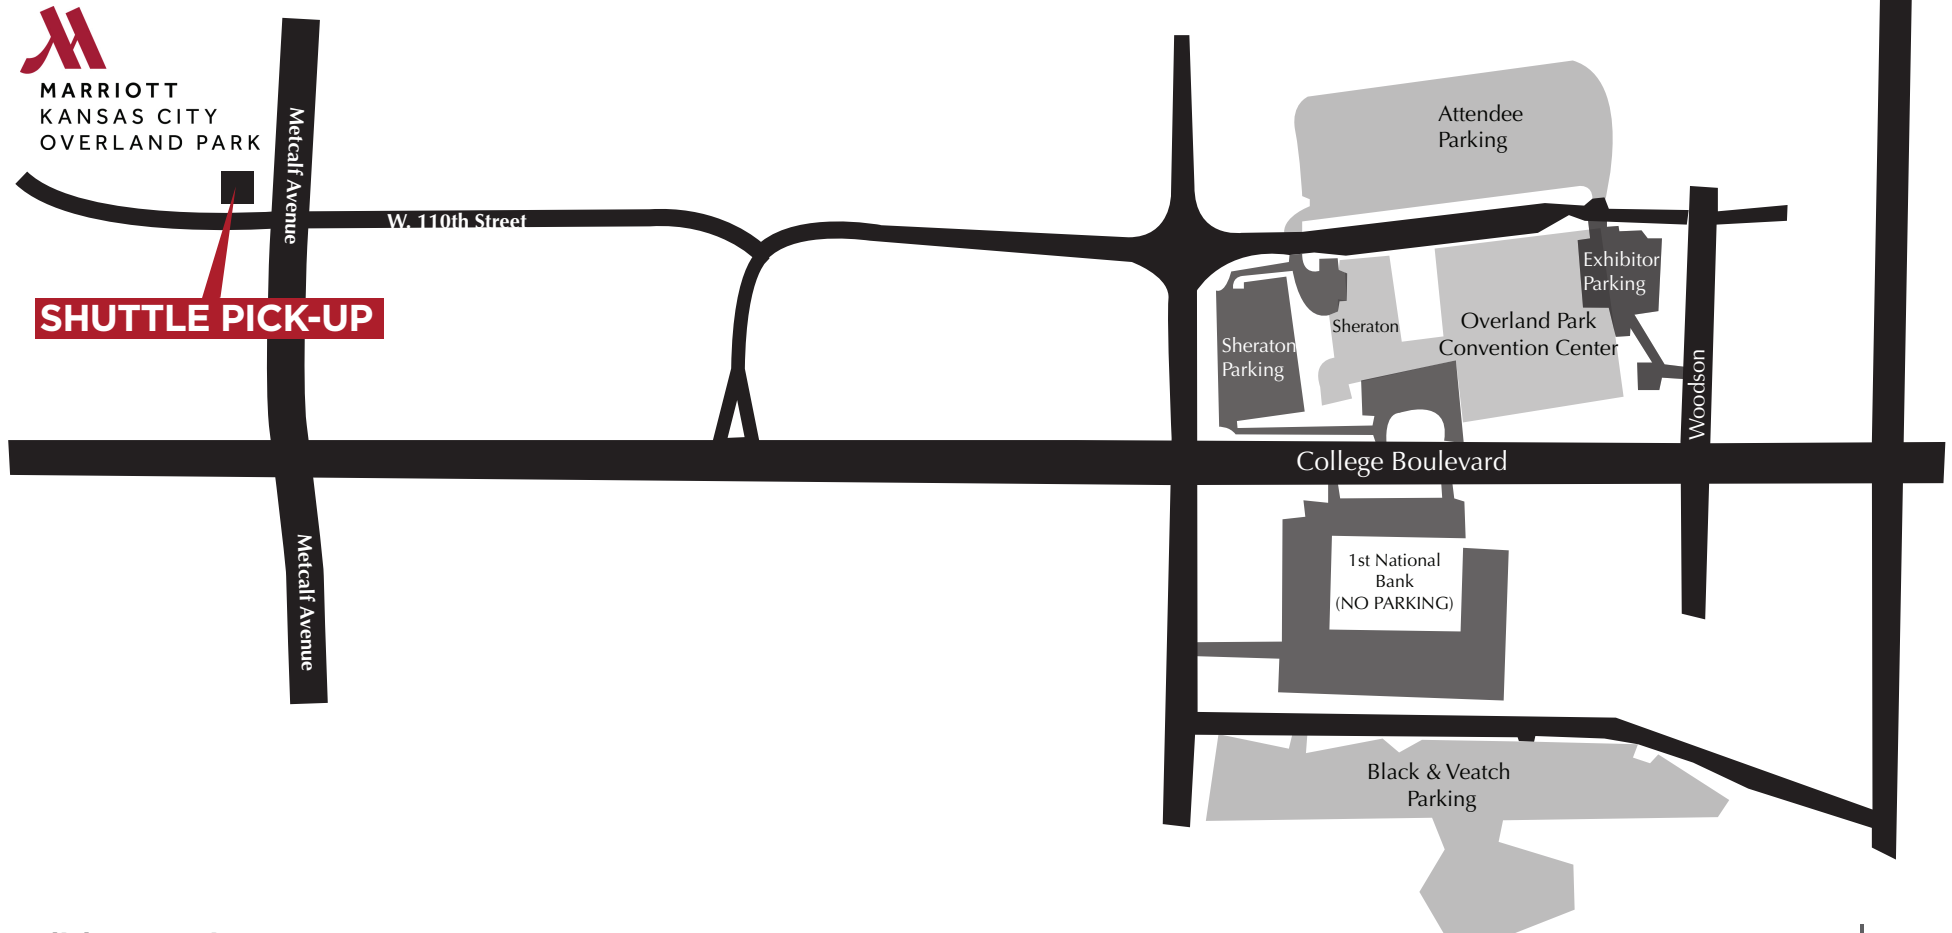 MARRIOTT
KANSAS CITY
OVERLAND PARK
Metcalf Avenue
W. 110th Street
SHUTTLE PICK-UP
Attendee
Parking
Exhibitor
Parking
Sheraton
Overland Park
Convention Center
Sheraton
Parking
Woodson
College Boulevard
Metcalf Avenue
1st National
Bank
(NO PARKING)
Black & Veatch
Parking